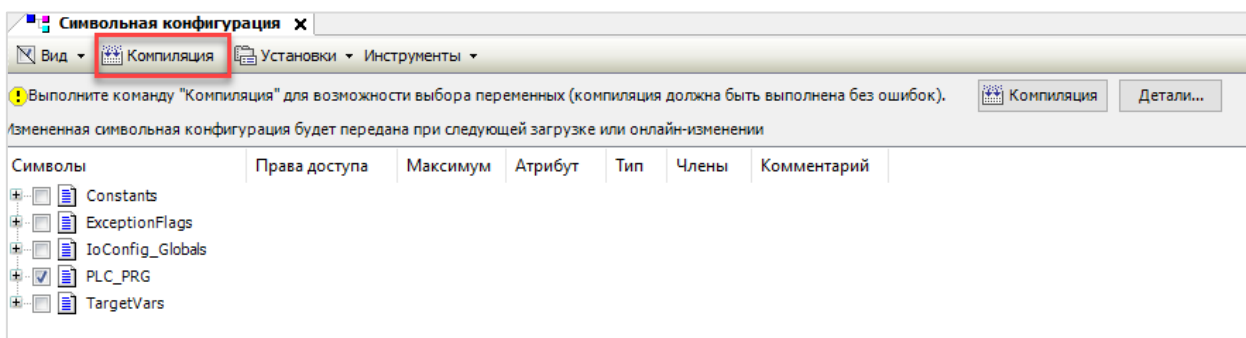 Символьная конфигурация X
Вид Компиляция Установки Инструменты
Выполните команду "Компиляция" для возможности выбора переменных (компиляция должна быть выполнена без ошибок). Компиляция Детали...
Измененная символьная конфигурация будет передана при следующей загрузке или онлайн-изменении
Символы Права доступа Максимум Атрибут Тип Члены Комментарий
Constants
ExceptionFlags
IoConfig_Globals
PLC_PRG
TargetVars